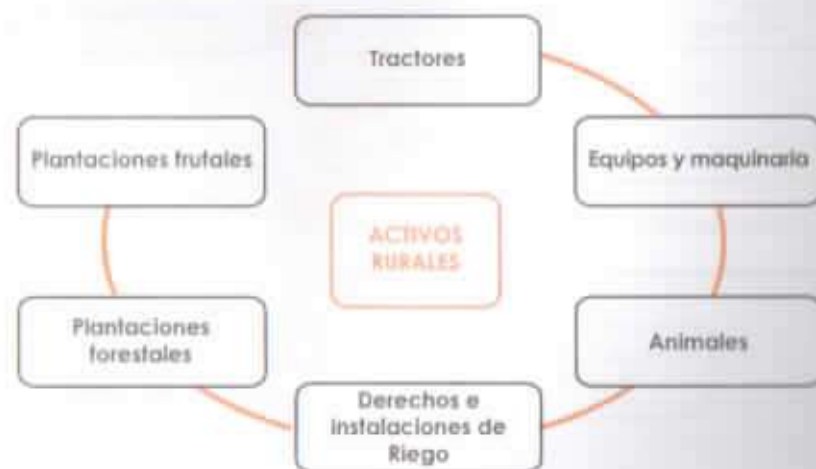 Tractores
Equipos y maquinaria
Animales
Derechos e
instalaciones de
Riego
Plantaciones
forestales
Plantaciones frutales
ACTIVOS
RURALES